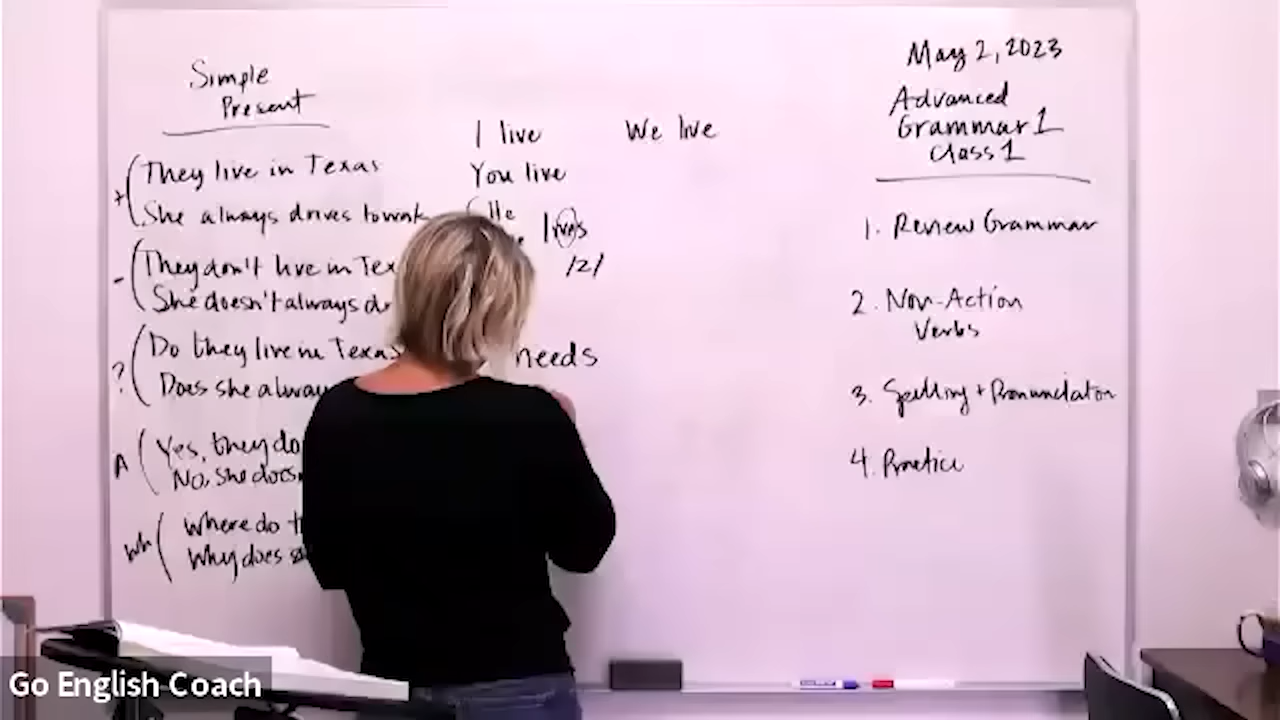 Simple
Present
+
They live in Texas
She always drives to work
-
They don't live in Tex
She doesn't always dr
?
Do they live in Texas
Does she alway
A
Yes, they do
No, she does
Wh
Where do t
Why does
I live
You live
He
lives
/z/
needs
We live
May 2, 2023
Advanced
Grammar 1
Class 1
1. Review Grammar
2. Non-Action
Verbs
3. Spelling + Pronunciation
4. Practice
Go English Coach